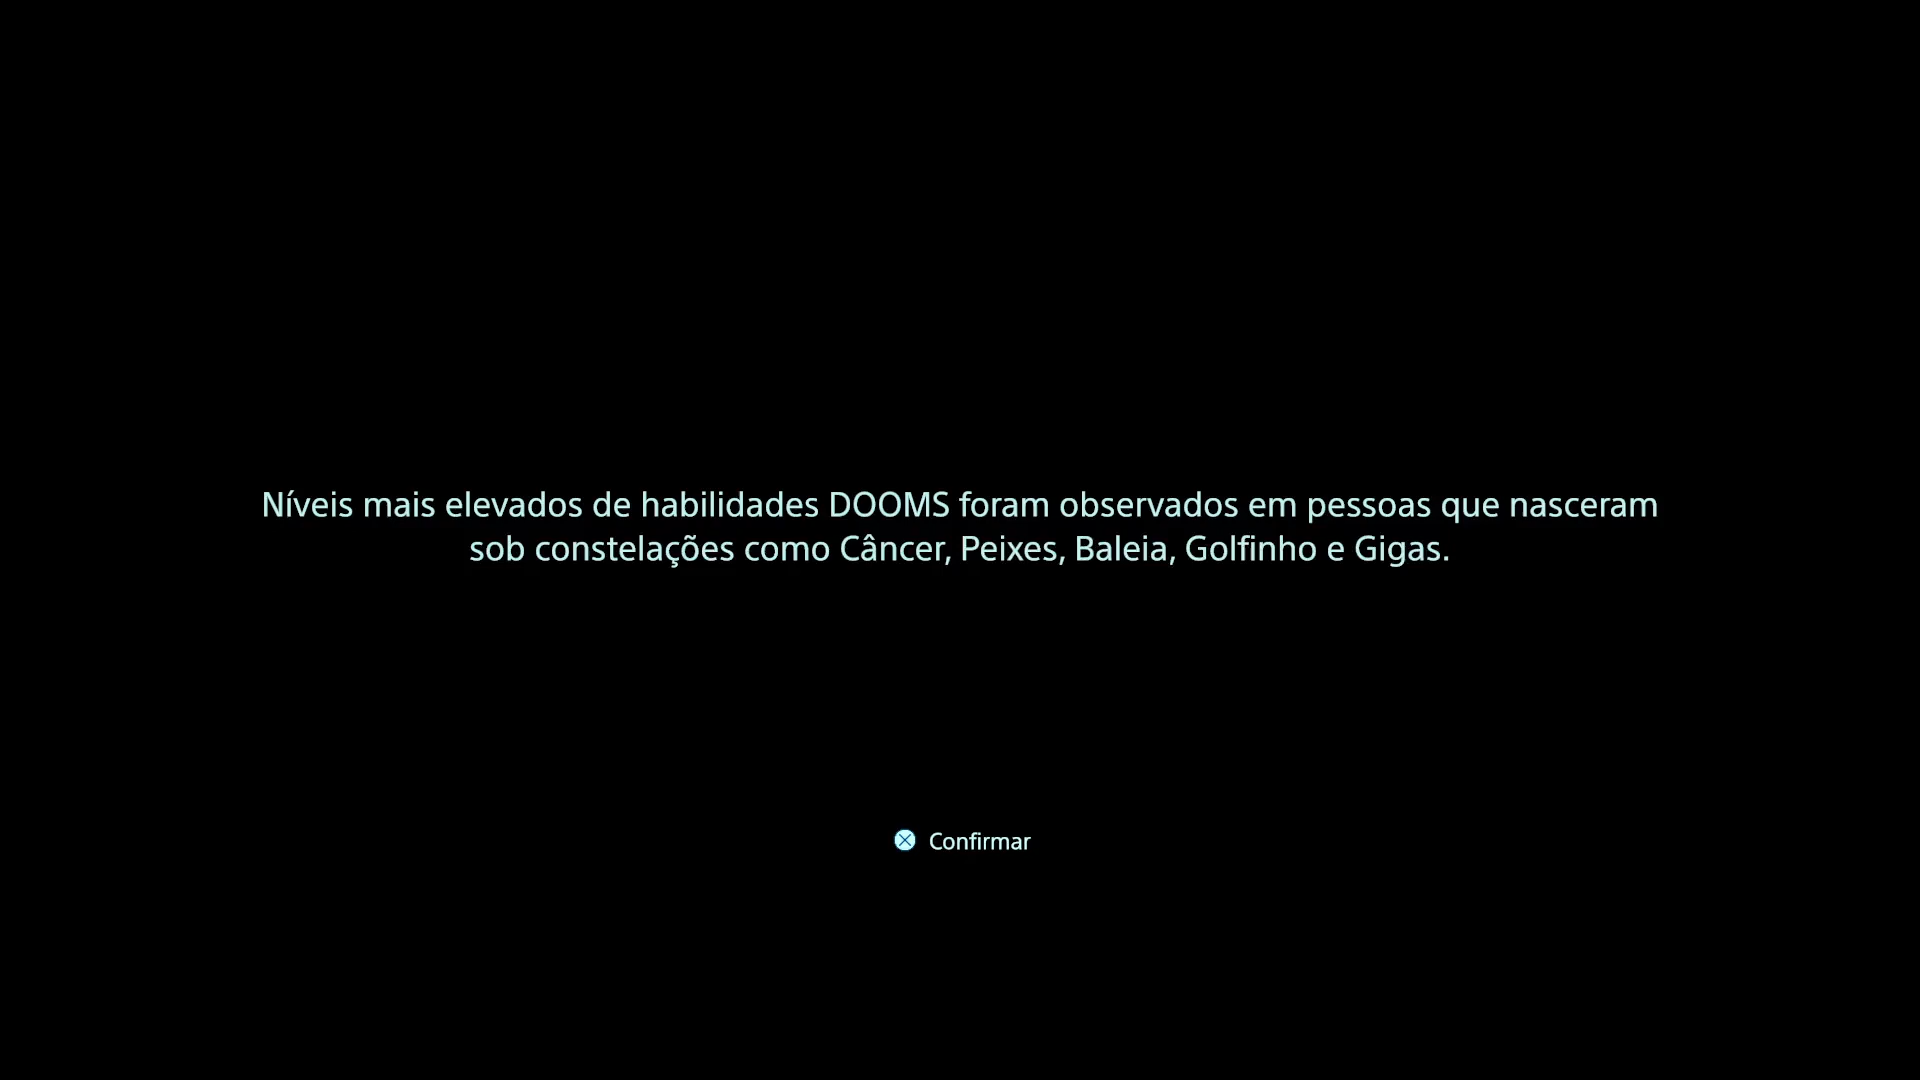 Níveis mais elevados de habilidades DOOMS foram observados em pessoas que nasceram
sob constelações como Câncer, Peixes, Baleia, Golfinho e Gigas.
Confirmar